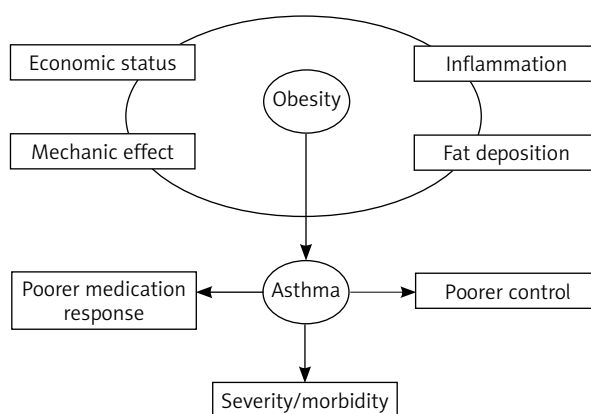 Economic status
Inflammation
Obesity
Mechanic effect
Fat deposition
Poorer medication
response
Asthma
Poorer control
Severity/morbidity